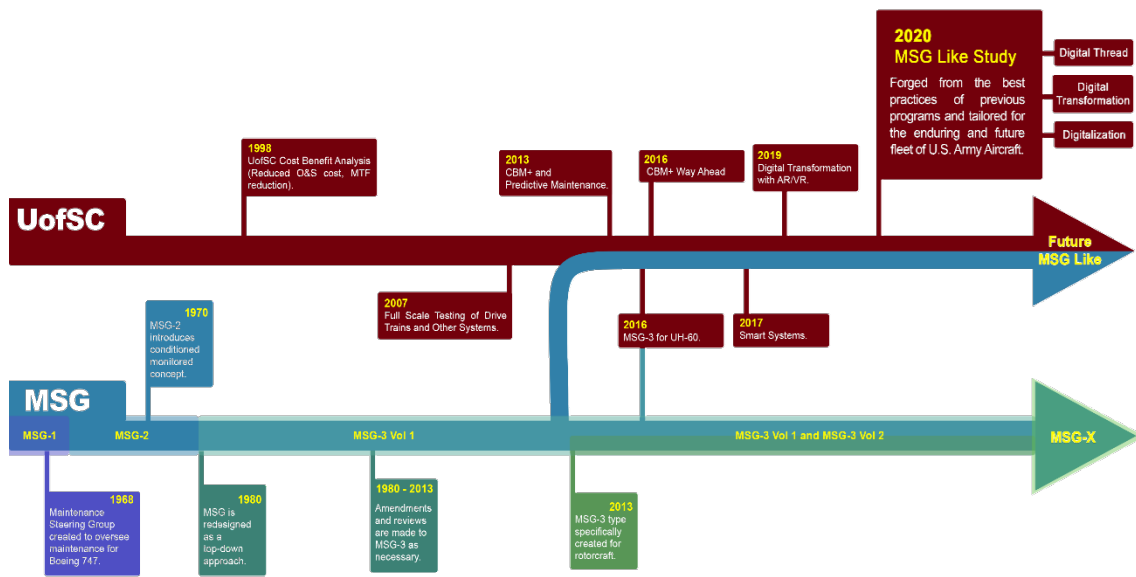 2020
MSG Like Study
Forged from the best
practices of previous
programs and tailored for
the enduring and future
fleet of U.S. Army Aircraft.
Digital Thread
Digital
Transformation
Digitalization
1998
UofSC Cost Benefit Analysis
(Reduced O&S cost, MTF
reduction).
2013
CBM+ and
Predictive Maintenance.
2016
CBM+ Way Ahead
2019
Digital Transformation
with AR/VR.
UofSC
Future
MSG Like
2007
Full Scale Testing of Drive
Trains and Other Systems.
2016
MSG-3 for UH-60.
2017
Smart Systems.
1970
MSG-2
introduces
conditioned
monitored
concept.
MSG
MSG-1
MSG-2
MSG-3 Vol 1
MSG-3 Vol 1 and MSG-3 Vol 2
MSG-X
1968
Maintenance
Steering Group
created to oversee
maintenance for
Boeing 747.
1980
MSG is
redesigned
as a
top-down
approach.
1980 - 2013
Amendments
and reviews
are made to
MSG-3 as
necessary.
2013
MSG-3 type
specifically
created for
rotorcraft.